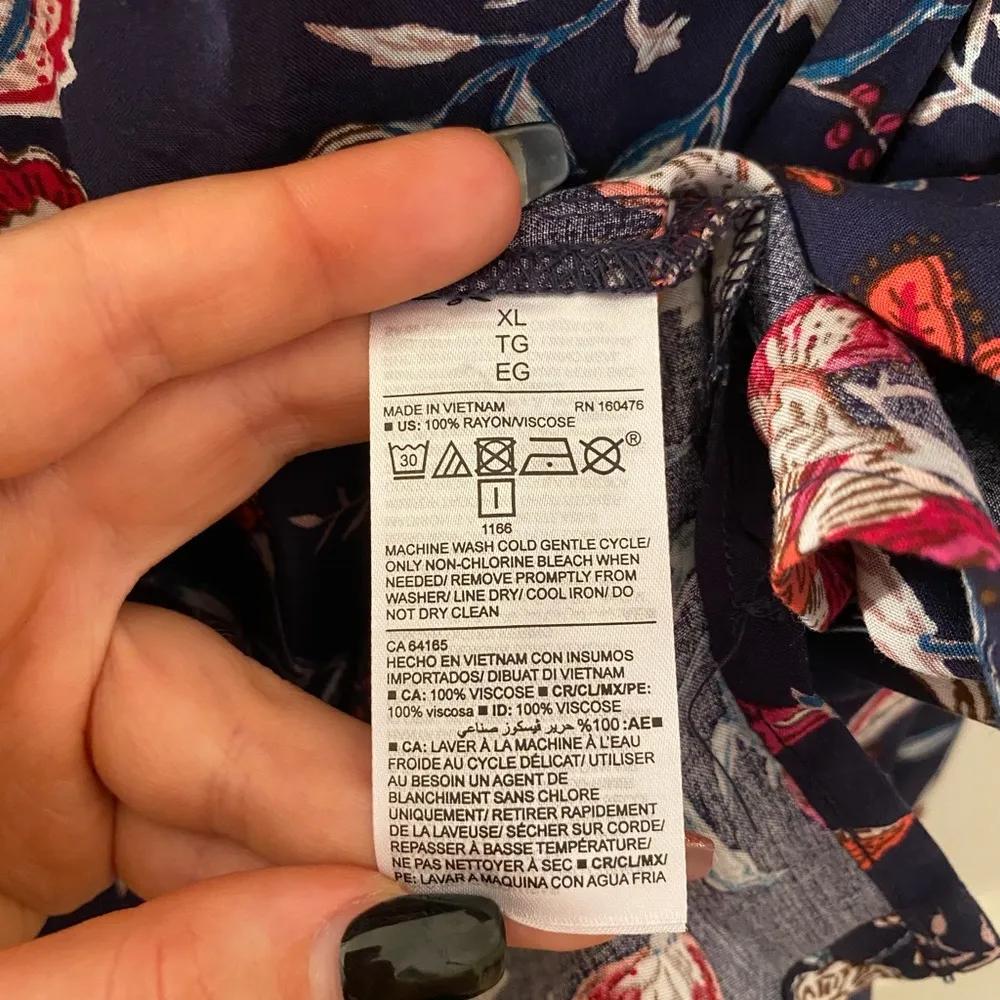 XL
TG
EG
MADE IN VIETNAM RN 160476
■ US: 100% RAYON/VISCOSE
30 ®
1166
MACHINE WASH COLD GENTLE CYCLE/
ONLY NON-CHLORINE BLEACH WHEN
NEEDED/ REMOVE PROMPTLY FROM
WASHER/ LINE DRY/ COOL IRON/ DO
NOT DRY CLEAN
CA 64165
HECHO EN VIETNAM CON INSUMOS
IMPORTADOS/ DIBUAT DI VIETNAM
■ CA: 100% VISCOSE ■ CR/CL/MX/PE:
100% viscosa ■ ID: 100% VISCOSE
■AE: 100% حرير ڤيسكوز صناعي
■ CA: LAVER À LA MACHINE À L'EAU
FROIDE AU CYCLE DÉLICAT/ UTILISER
AU BESOIN UN AGENT DE
BLANCHIMENT SANS CHLORE
UNIQUEMENT/ RETIRER RAPIDEMENT
DE LA LAVEUSE/ SÉCHER SUR CORDE/
REPASSER À BASSE TEMPÉRATURE/
NE PAS NETTOYER À SEC ■ CR/CL/MX/
PE: LAVAR A MAQUINA CON AGUA FRIA